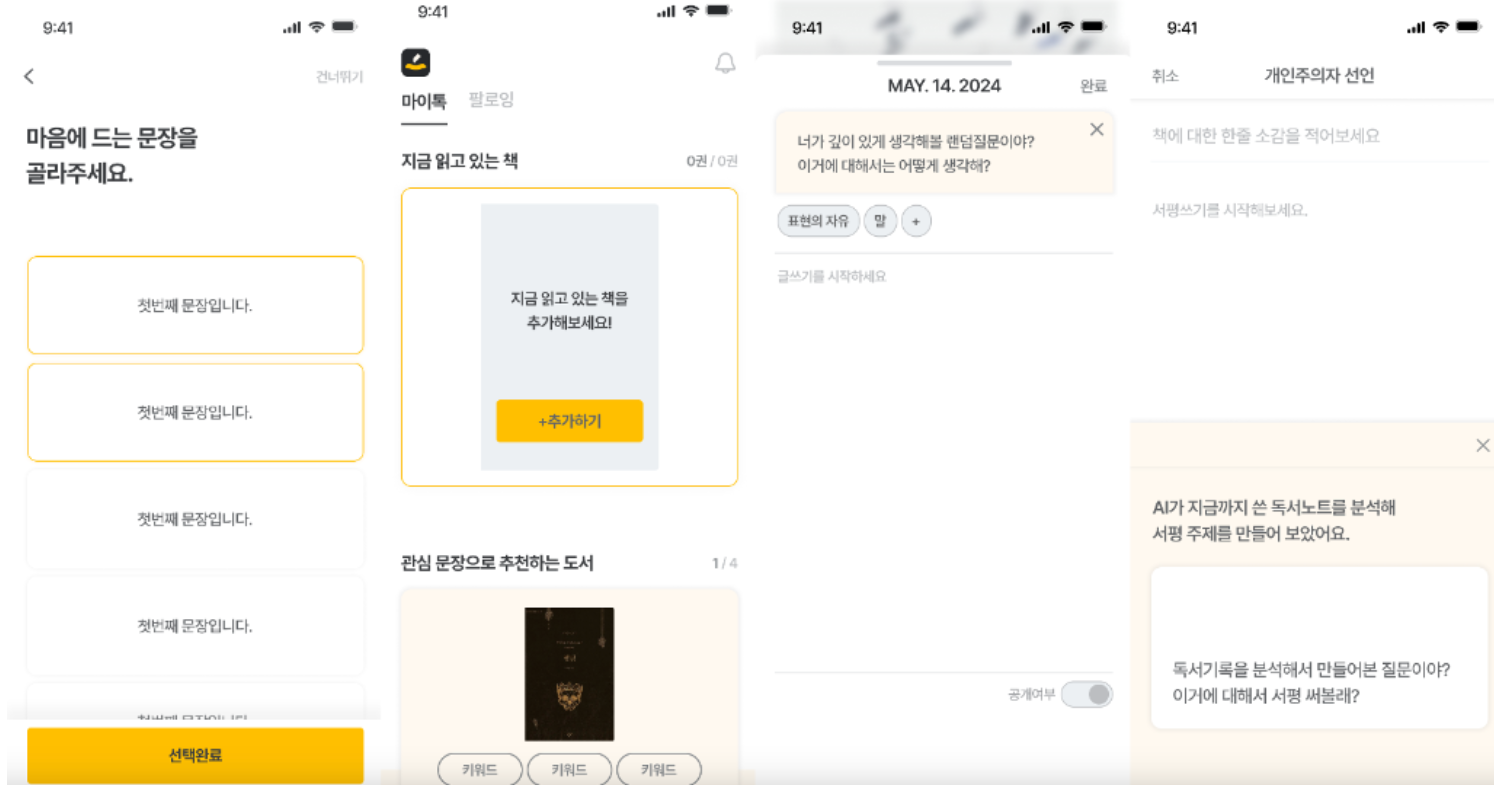 9:41
건너뛰기
마음에 드는 문장을
골라주세요.
첫번째 문장입니다.
첫번째 문장입니다.
첫번째 문장입니다.
첫번째 문장입니다.
첫번째 문장입니다.
선택완료
9:41
마이톡 팔로잉
지금 읽고 있는 책 0권 / 0권
지금 읽고 있는 책을
추가해보세요!
+추가하기
관심 문장으로 추천하는 도서 1 / 4
키워드 키워드 키워드
9:41
MAY. 14. 2024 완료
너가 깊이 있게 생각해볼 랜덤질문이야?
이거에 대해서는 어떻게 생각해?
표현의 자유 말 +
글쓰기를 시작하세요
공개여부
9:41
취소 개인주의자 선언
책에 대한 한줄 소감을 적어보세요
서평쓰기를 시작해보세요.
AI가 지금까지 쓴 독서노트를 분석해
서평 주제를 만들어 보았어요.
독서기록을 분석해서 만들어본 질문이야?
이거에 대해서 서평 써볼래?